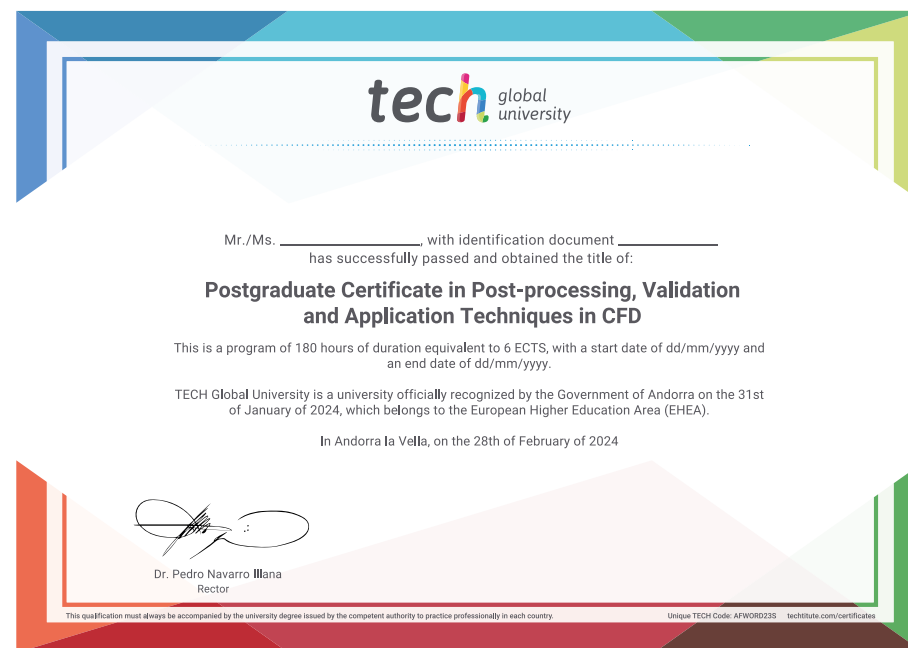 tech global university
Mr./Ms. ____________________, with identification document ______________
has successfully passed and obtained the title of:
Postgraduate Certificate in Post-processing, Validation
and Application Techniques in CFD
This is a program of 180 hours of duration equivalent to 6 ECTS, with a start date of dd/mm/yyyy and
an end date of dd/mm/yyyy.
TECH Global University is a university officially recognized by the Government of Andorra on the 31st
of January of 2024, which belongs to the European Higher Education Area (EHEA).
In Andorra la Vella, on the 28th of February of 2024
Dr. Pedro Navarro Illana
Rector
This qualification must always be accompanied by the university degree issued by the competent authority to practice professionally in each country.
Unique TECH Code: AFWORD23S techtitute.com/certificates